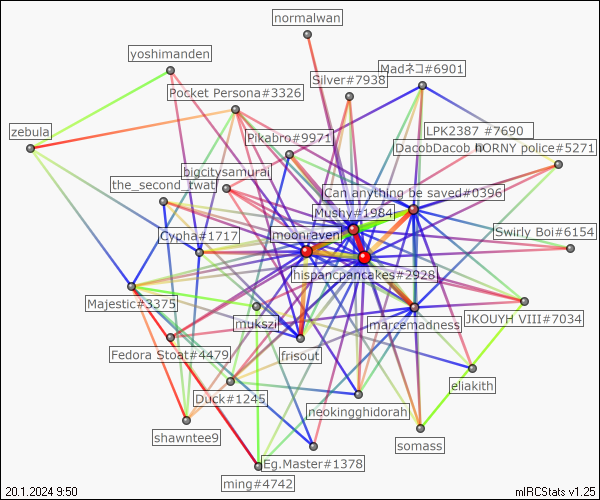 normalwan
yoshimanden
Madネコ#6901
Silver#7938
Pocket Persona#3326
zebula
LPK2387 #7690
Pikabro#9971
DacobDacob
hORNY police#5271
bigcitysamurai
the_second_twat
Can anything be saved#0396
Mushy#1984
Cypha#1717
moonraven
Swirly Boi#6154
hispancpancakes#2928
Majestic#3375
mukszi
marcemadness
JKOUYH VIII#7034
Fedora Stoat#4479
frisout
eliakith
Duck#1245
neokingghidorah
shawntee9
somass
Eg.Master#1378
ming#4742
20.1.2024 9:50
mIRCStats v1.25